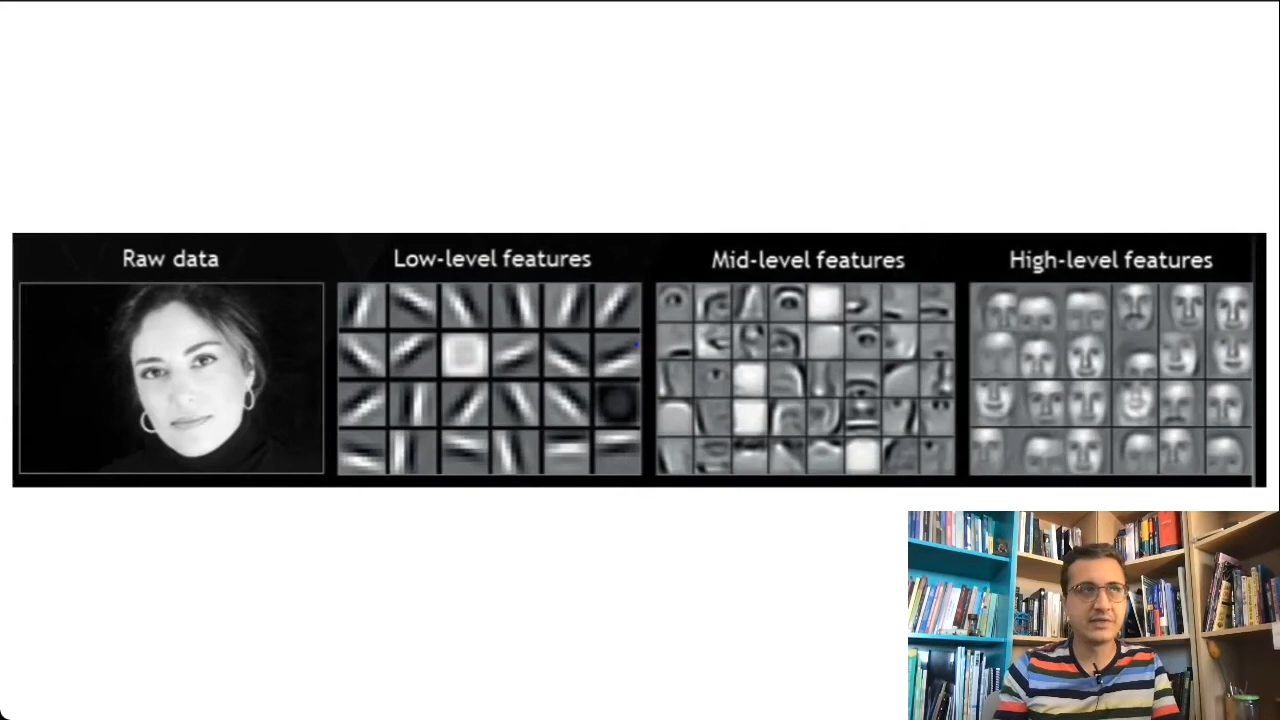 Raw data
Low-level features
Mid-level features
High-level features